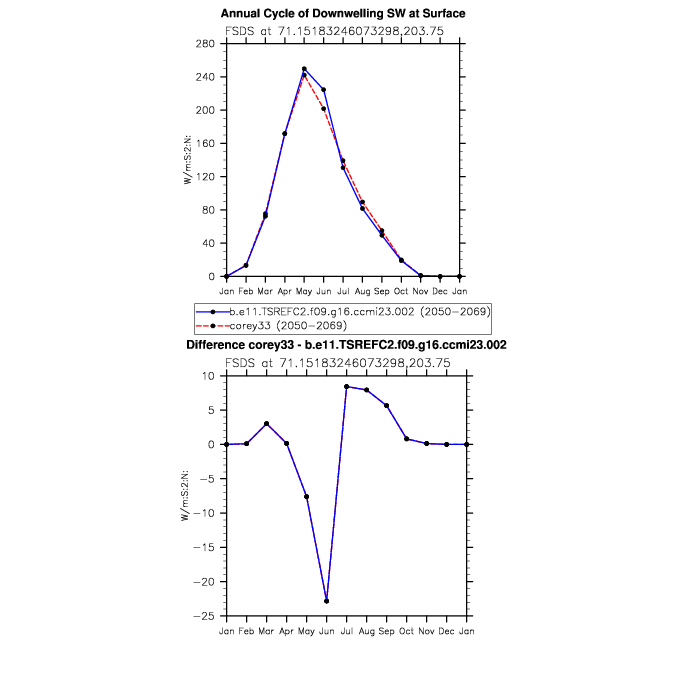 Annual Cycle of Downwelling SW at Surface
FSDS at 71.15183246073298,203.75
280
240
200
160
120
80
40
0
W/m:S:2:N:
Jan Feb Mar Apr May Jun Jul Aug Sep Oct Nov Dec Jan
b.e11.TSREFC2.f09.g16.ccmi23.002 (2050-2069)
corey33 (2050-2069)
Difference corey33 - b.e11.TSREFC2.f09.g16.ccmi23.002
FSDS at 71.15183246073298,203.75
10
5
0
-5
-10
-15
-20
-25
W/m:S:2:N:
Jan Feb Mar Apr May Jun Jul Aug Sep Oct Nov Dec Jan